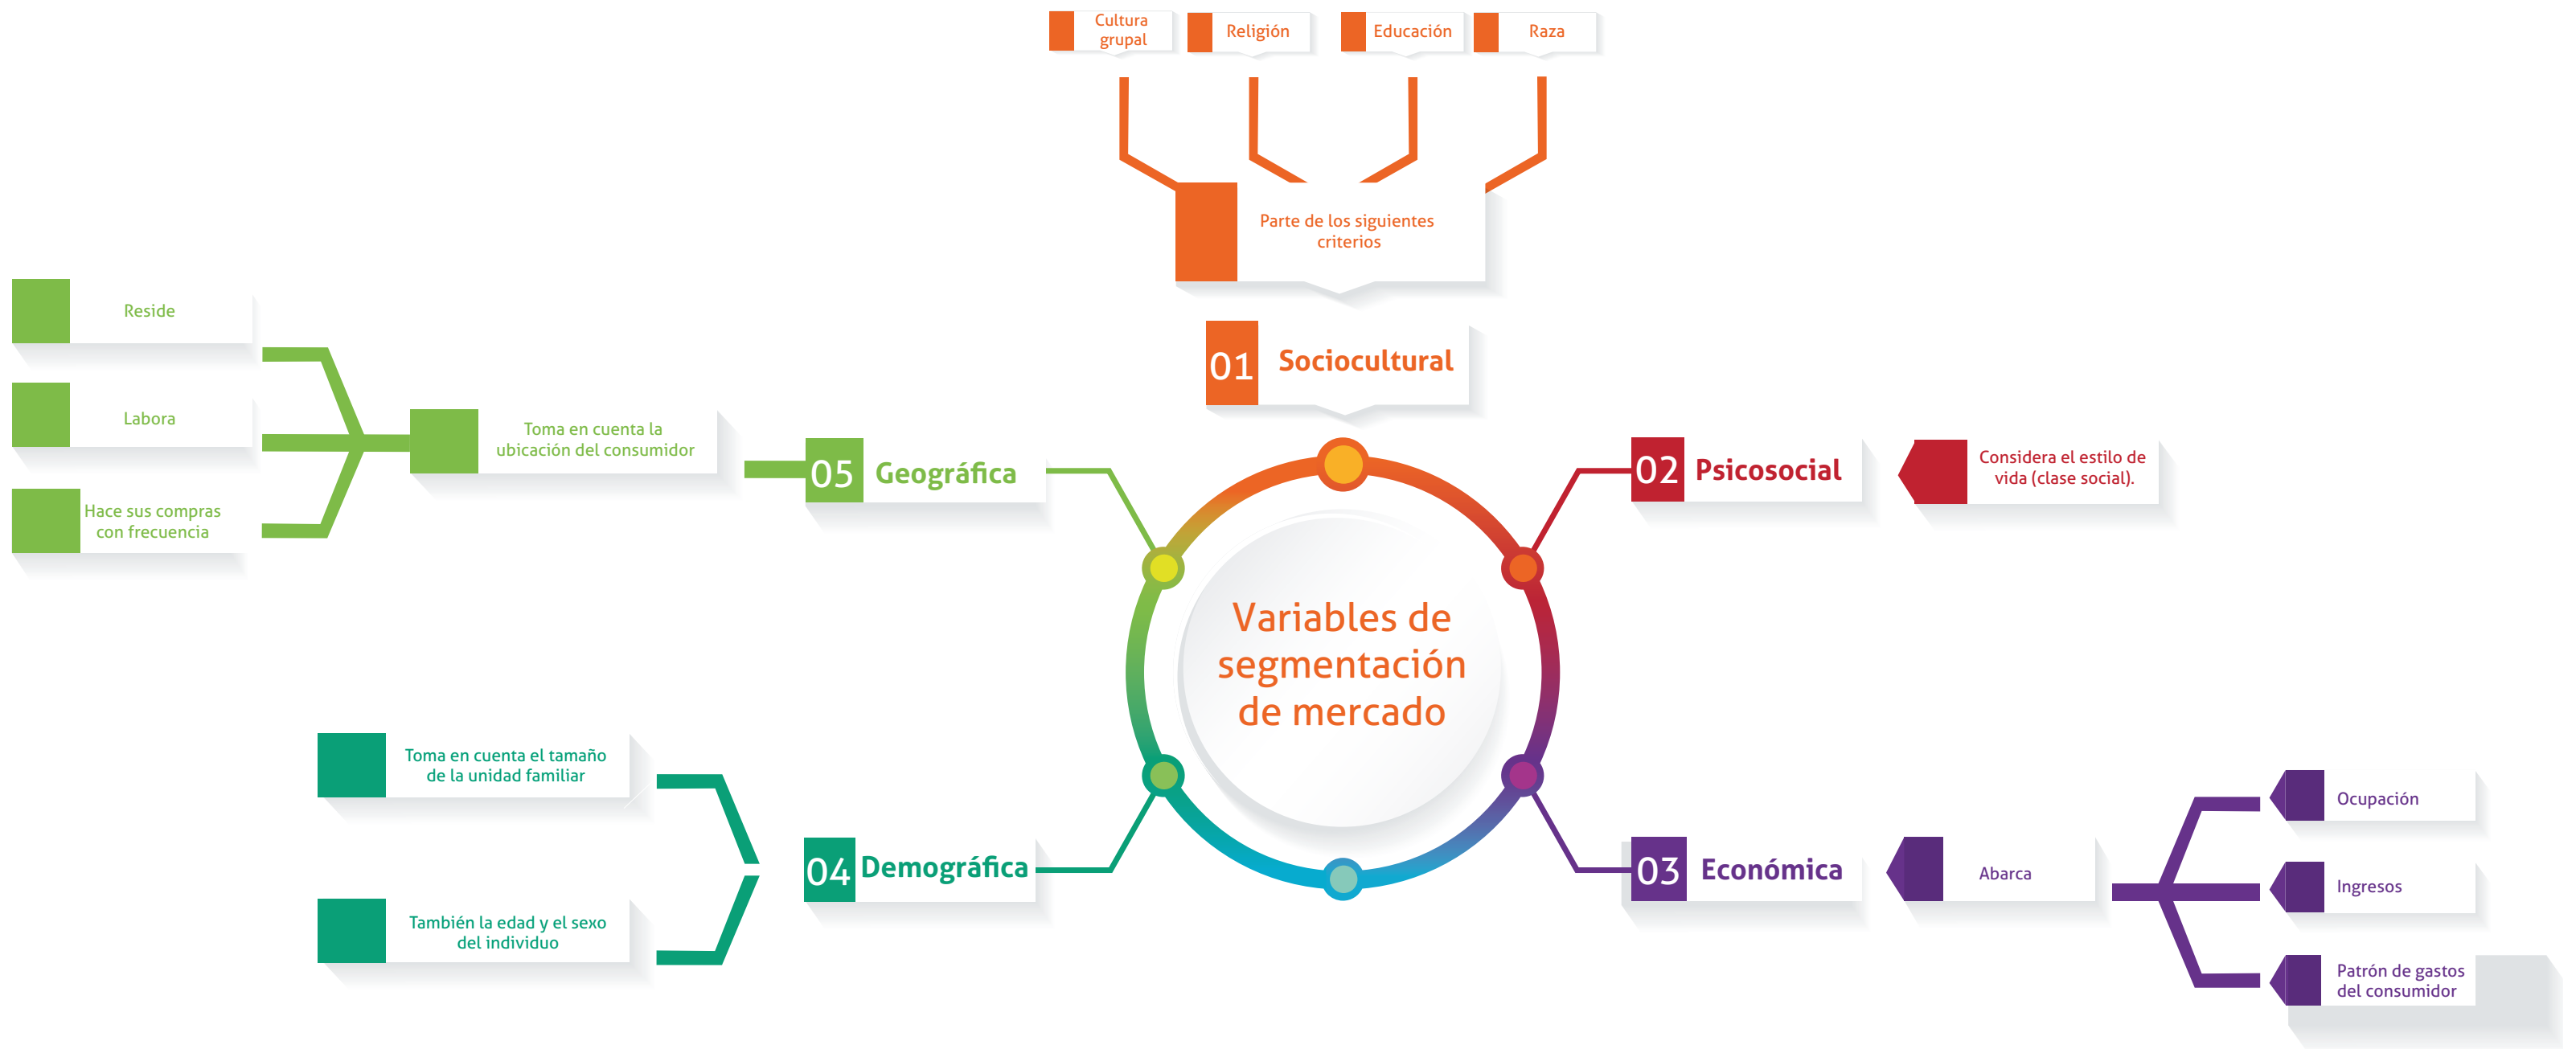 Cultura
grupal
Religión
Educación
Raza
Parte de los siguientes
criterios
01
Sociocultural
Reside
Labora
Hace sus compras
con frecuencia
Toma en cuenta la
ubicación del consumidor
05
Geográfica
02
Psicosocial
Considera el estilo de
vida (clase social).
Variables de
segmentación
de mercado
Toma en cuenta el tamaño
de la unidad familiar
También la edad y el sexo
del individuo
04
Demográfica
03
Económica
Abarca
Ocupación
Ingresos
Patrón de gastos
del consumidor